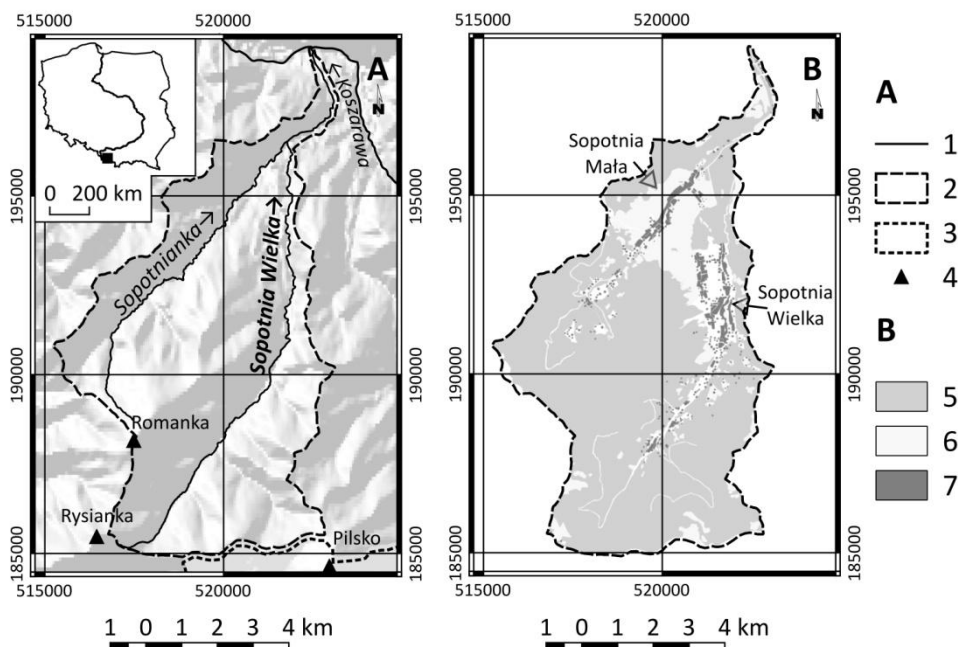 515000
520000
A
N
Koszarawa
0 200 km
195000
195000
Sopotnianka
Sopotnia Wielka
190000
190000
Romanka
Rysianka
Pilsko
185000
185000
515000
520000
1 0 1 2 3 4 km
515000
520000
B
N
Sopotnia
Mała
195000
Sopotnia
Wielka
190000
185000
515000
520000
1 0 1 2 3 4 km
A
1
2
3
4
B
5
6
7